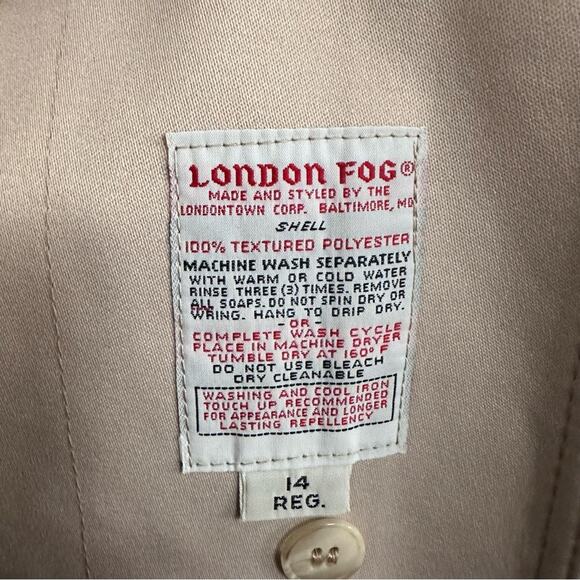 LONDON FOG®
MADE AND STYLED BY THE
LONDONTOWN CORP. BALTIMORE, MD
SHELL
100% TEXTURED POLYESTER
MACHINE WASH SEPARATELY
WITH WARM OR COLD WATER
RINSE THREE (3) TIMES. REMOVE
ALL SOAPS. DO NOT SPIN DRY OR
WRING. HANG TO DRIP DRY.
-OR-
COMPLETE WASH CYCLE
PLACE IN MACHINE DRYER
TUMBLE DRY AT 160° F
DO NOT USE BLEACH
DRY CLEANABLE
WASHING AND COOL IRON
TOUCH UP RECOMMENDED
FOR APPEARANCE AND LONGER
LASTING REPELLENCY
14
REG.